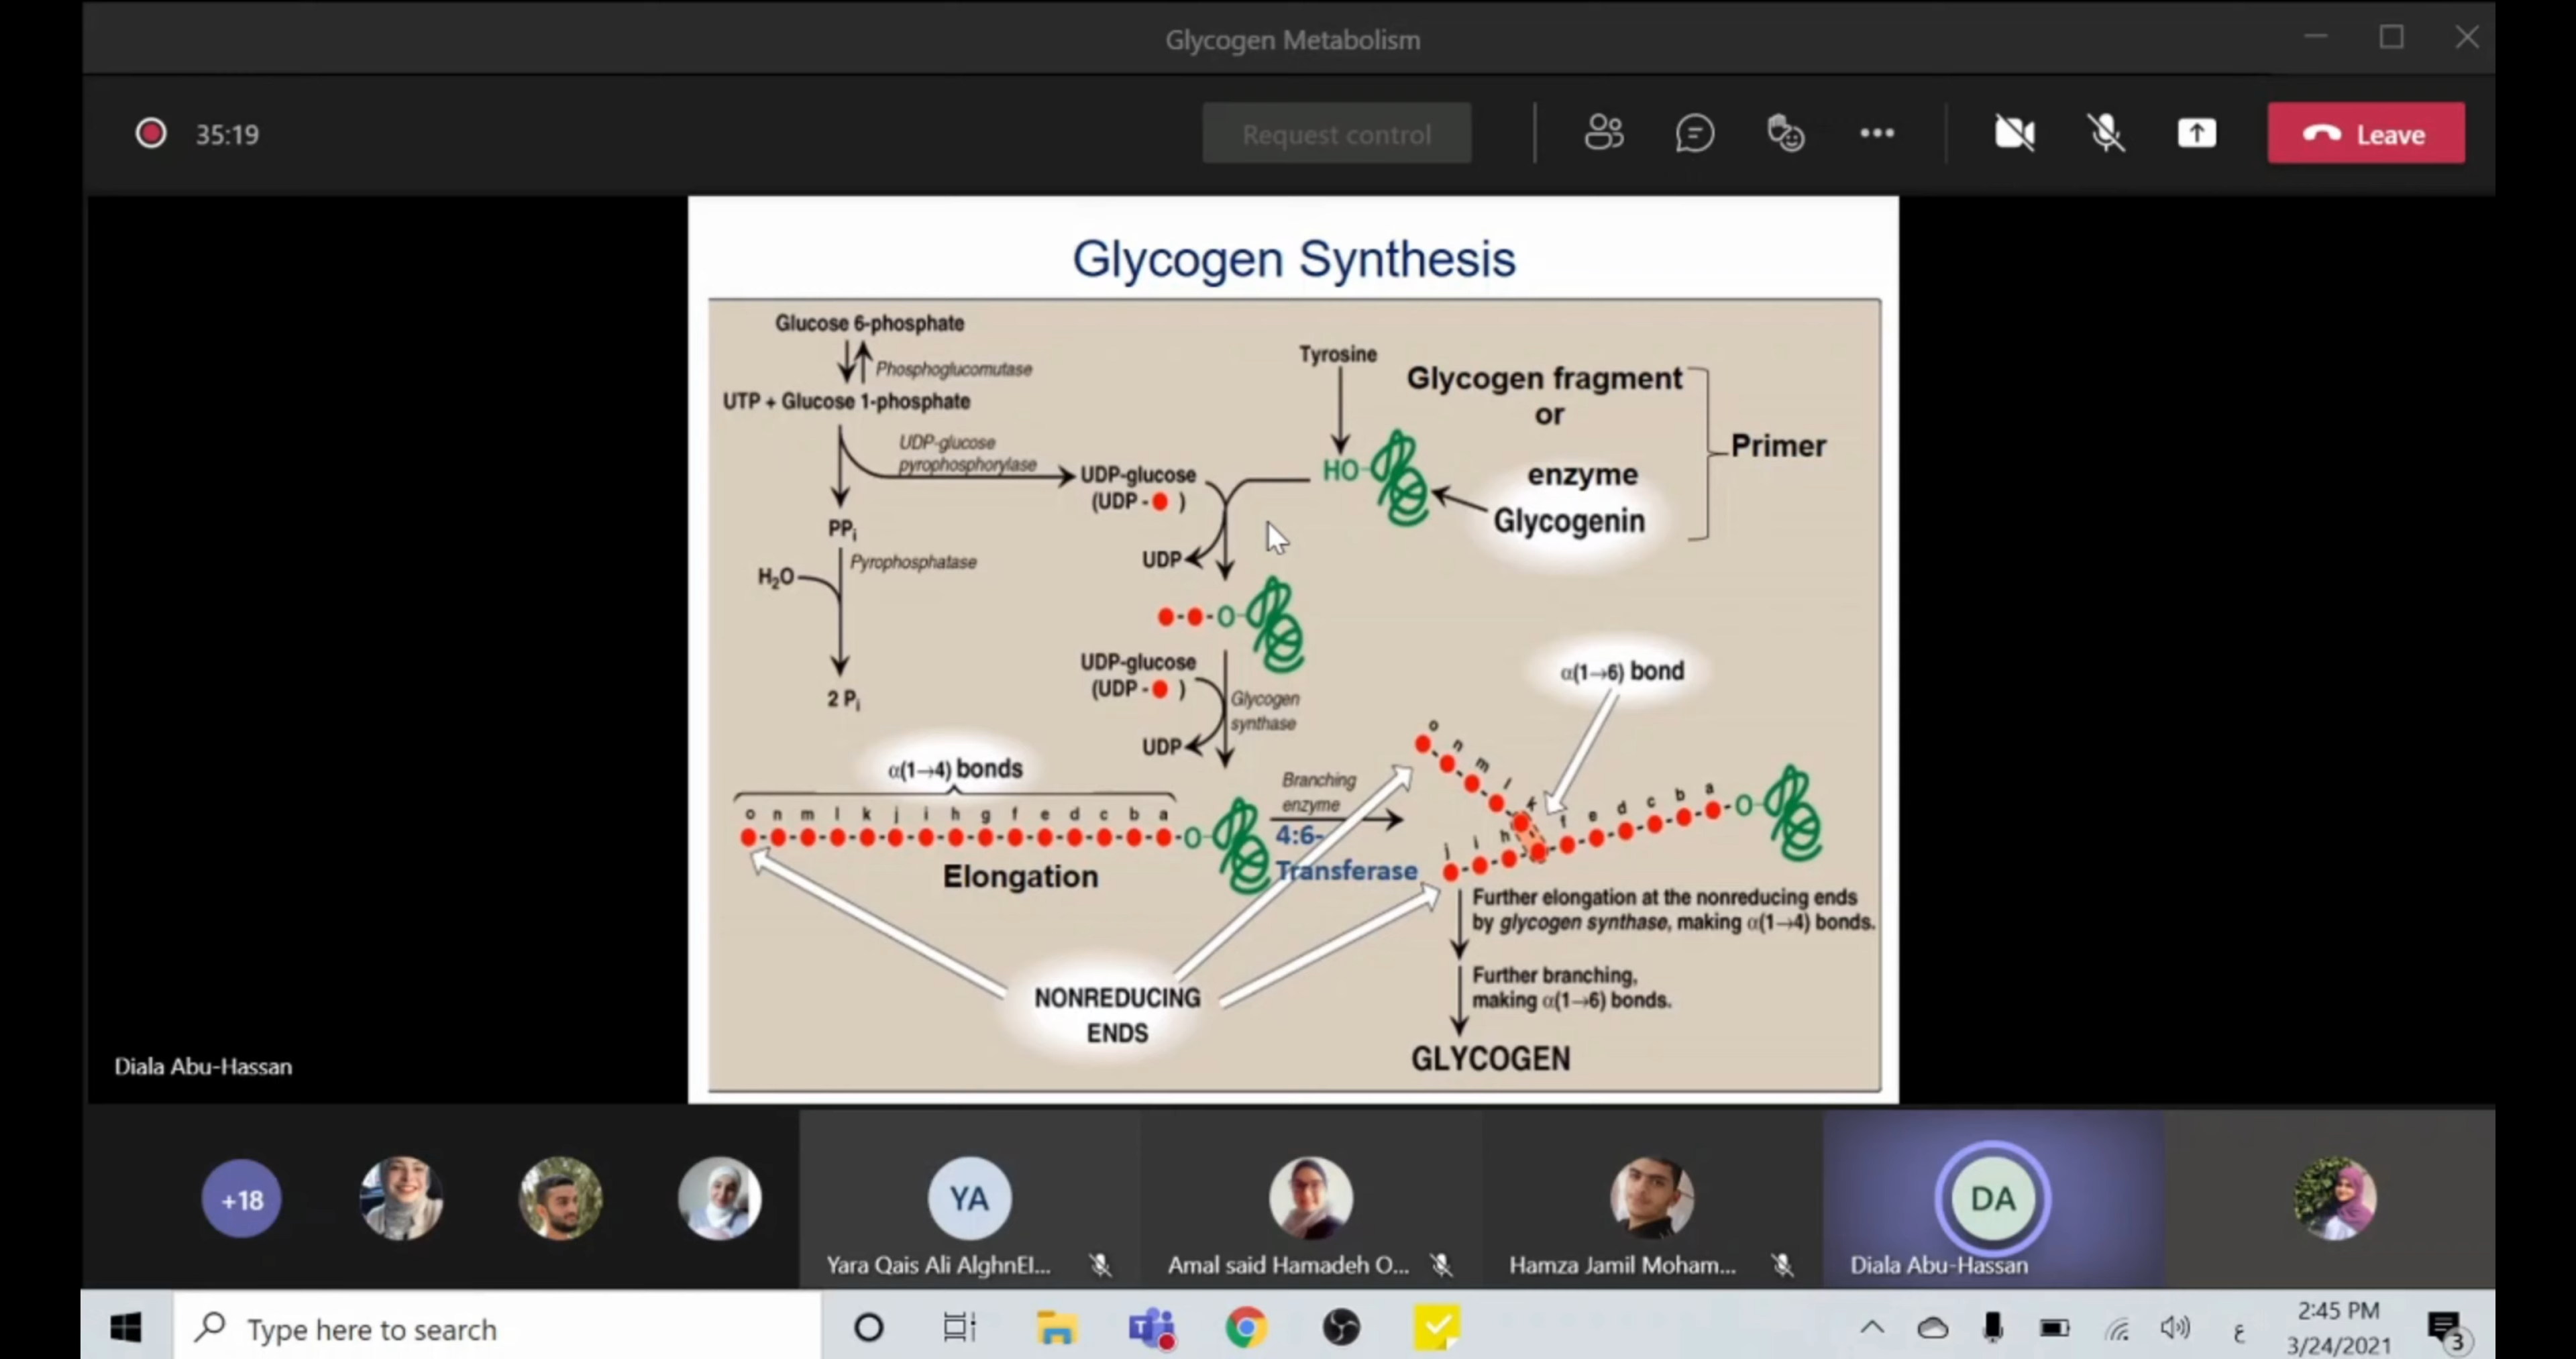 Glycogen Metabolism
35:19
Request control
Leave
Glycogen Synthesis
Glucose 6-phosphate
Phosphoglucomutase
UTP + Glucose 1-phosphate
UDP-glucose
pyrophosphorylase
UDP-glucose
(UDP - )
PPi
Pyrophosphatase
H2O
2 Pi
UDP
Tyrosine
HO
Glycogen fragment
or
enzyme
Glycogenin
Primer
O
UDP-glucose
(UDP - )
Glycogen
synthase
UDP
α(1→4) bonds
o n m l k j i h g f e d c b a
O
Elongation
Branching
enzyme
4:6-
Transferase
α(1→6) bond
o n m l k
j i h f e d c b a
O
NONREDUCING
ENDS
Further elongation at the nonreducing ends
by glycogen synthase, making α(1→4) bonds.
Further branching,
making α(1→6) bonds.
GLYCOGEN
Diala Abu-Hassan
+18
YA
Yara Qais Ali AlghnEl...
Amal said Hamadeh O...
Hamza Jamil Moham...
DA
Diala Abu-Hassan
Type here to search
T
ع
2:45 PM
3/24/2021
3